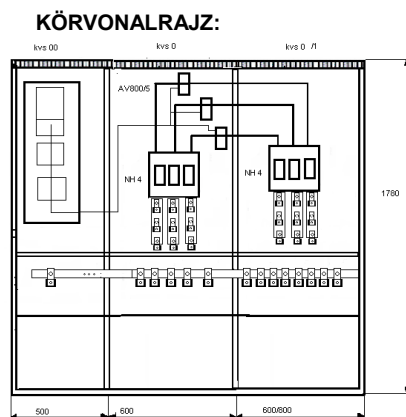 KÖRVONALRAJZ:
kvs 00 kvs 0 kvs 0 /1
AV800/5
NH 4 NH 4
1780
500 600 600/800